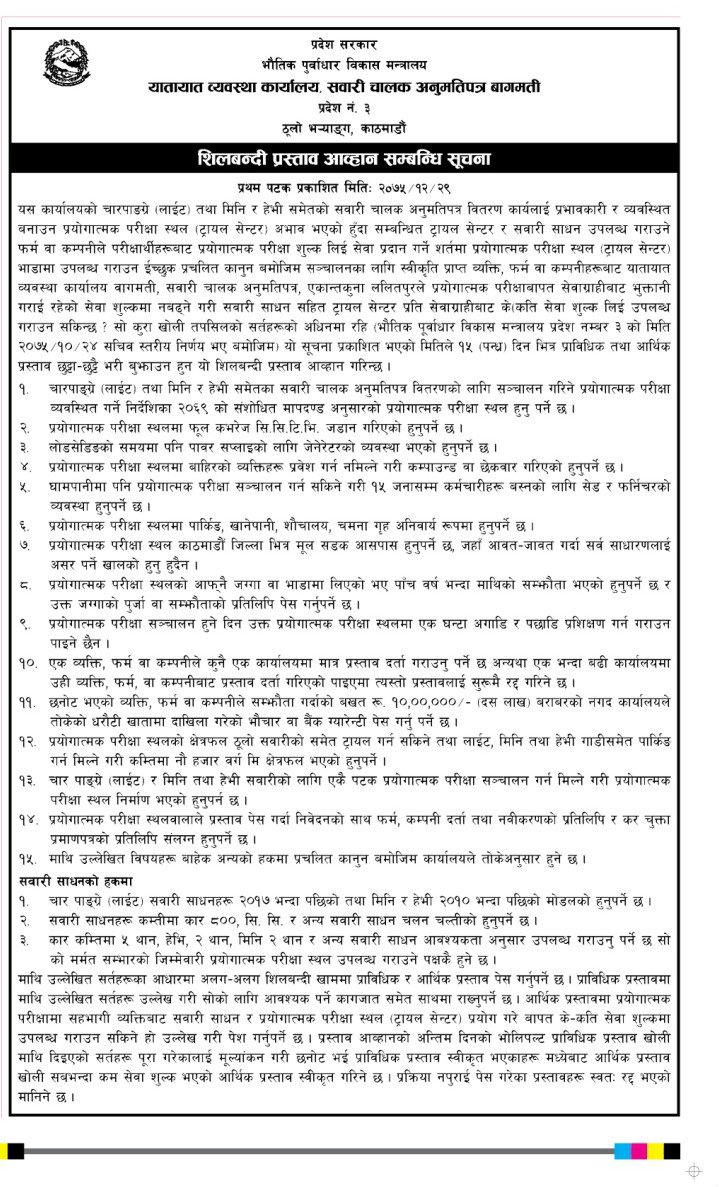 प्रदेश सरकार
भौतिक पुर्वाधार विकास मन्त्रालय
यातायात व्यवस्था कार्यालय, सवारी चालक अनुमतिपत्र बागमती
प्रदेश नं. ३
ठूलो भर्‍याङ्ग, काठमाडौं
शिलबन्दी प्रस्ताव आव्हान सम्बन्धि सूचना
प्रथम पटक प्रकाशित मितिः २०७५/१२/२९
यस कार्यालयको चारपाङग्रे (लाईट) तथा मिनि र हेभी समेतको सवारी चालक अनुमतिपत्र वितरण कार्यलाई प्रभावकारी र व्यवस्थित
बनाउन प्रयोगात्मक परीक्षा स्थल (ट्रायल सेन्टर) अभाव भएको हुँदा सम्बन्धित ट्रायल सेन्टर र सवारी साधन उपलब्ध गराउने
फर्म वा कम्पनीले परीक्षार्थीहरूबाट प्रयोगात्मक परीक्षा शुल्क लिई सेवा प्रदान गर्ने शर्तमा प्रयोगात्मक परीक्षा स्थल (ट्रायल सेन्टर)
भाडामा उपलब्ध गराउन ईच्छुक प्रचलित कानुन बमोजिम सञ्चालनका लागि स्वीकृति प्राप्त व्यक्ति, फर्म वा कम्पनीहरूबाट यातायात
व्यवस्था कार्यालय वागमती, सवारी चालक अनुमतिपत्र, एकान्तकुना ललितपुरले प्रयोगात्मक परीक्षाबापत सेवाग्राहीबाट भुक्तानी
गराई रहेको सेवा शुल्कमा नबढ्ने गरी सवारी साधन सहित ट्रायल सेन्टर प्रति सेवाग्राहीबाट के(कति सेवा शुल्क लिई उपलब्ध
गराउन सकिन्छ ? सो कुरा खोली तपसिलको सर्तहरूको अधिनमा रहि (भौतिक पूर्वाधार विकास मन्त्रालय प्रदेश नम्बर ३ को मिति
२०७५/१०/२४ सचिव स्तरीय निर्णय भए बमोजिम) यो सूचना प्रकाशित भएको मितिले १५ (पन्ध्र) दिन भित्र प्राविधिक तथा आर्थिक
प्रस्ताव छुट्टा-छुट्टै भरी बुझाउन हुन यो शिलबन्दी प्रस्ताव आव्हान गरिन्छ ।
१. चारपाङ्ग्रे (लाईट) तथा मिनि र हेभी समेतका सवारी चालक अनुमतिपत्र वितरणको लागि सञ्चालन गरिने प्रयोगात्मक परीक्षा
व्यवस्थित गर्ने निर्देशिका २०६९ को संशोधित मापदण्ड अनुसारको प्रयोगात्मक परीक्षा स्थल हुनु पर्ने छ ।
२. प्रयोगात्मक परीक्षा स्थलमा फूल कभरेज सि.सि.टि.भि. जडान गरिएको हुनुपर्ने छ ।
३. लोडसेडिङको समयमा पनि पावर सप्लाइको लागि जेनेरेटरको व्यवस्था भएको हुनुपर्ने छ ।
४. प्रयोगात्मक परीक्षा स्थलमा बाहिरको व्यक्तिहरू प्रवेश गर्न नमिल्ने गरी कम्पाउन्ड वा छेकवार गरिएको हुनुपर्ने छ ।
५. घामपानीमा पनि प्रयोगात्मक परीक्षा सञ्चालन गर्न सकिने गरी १५ जनासम्म कर्मचारीहरू बस्नको लागि सेड र फर्निचरको
व्यवस्था हुनुपर्ने छ ।
६. प्रयोगात्मक परीक्षा स्थलमा पार्किङ, खानेपानी, शौचालय, चमना गृह अनिवार्य रूपमा हुनुपर्ने छ ।
७. प्रयोगात्मक परीक्षा स्थल काठमाडौं जिल्ला भित्र मूल सडक आसपास हुनुपर्ने छ, जहाँ आवत-जावत गर्दा सर्व साधारणलाई
असर पर्ने खालको हुनु हुदैन ।
८. प्रयोगात्मक परीक्षा स्थलको आफ्नै जग्गा वा भाडामा लिएको भए पाँच वर्ष भन्दा माथिको सम्झौता भएको हुनुपर्ने छ र
उक्त जग्गाको पुर्जा वा सम्झौताको प्रतिलिपि पेस गर्नुपर्ने छ ।
९. प्रयोगात्मक परीक्षा सञ्चालन हुने दिन उक्त प्रयोगात्मक परीक्षा स्थलमा एक घन्टा अगाडि र पछाडि प्रशिक्षण गर्न गराउन
पाइने छैन ।
१०. एक व्यक्ति, फर्म वा कम्पनीले कुनै एक कार्यालयमा मात्र प्रस्ताव दर्ता गराउनु पर्ने छ अन्यथा एक भन्दा बढी कार्यालयमा
उही व्यक्ति, फर्म, वा कम्पनीबाट प्रस्ताव दर्ता गरिएको पाइएमा त्यस्तो प्रस्तावलाई सुरूमै रद्द गरिने छ ।
११. छनोट भएको व्यक्ति, फर्म वा कम्पनीले सम्झौता गर्दाको बखत रू. १०,००,०००/- (दस लाख) बराबरको नगद कार्यालयले
तोकेको धरौटी खातामा दाखिला गरेको भौचार वा बैंक ग्यारेन्टी पेस गर्नु पर्ने छ ।
१२. प्रयोगात्मक परीक्षा स्थलको क्षेत्रफल ठूलो सवारीको समेत ट्रायल गर्न सकिने तथा लाईट, मिनि तथा हेभी गाडीसमेत पार्किङ
गर्न मिल्ने गरी कम्तिमा नौ हजार वर्ग मि क्षेत्रफल भएको हुनुपर्ने ।
१३. चार पाङ्ग्रे (लाईट) र मिनि तथा हेभी सवारीको लागि एकै पटक प्रयोगात्मक परीक्षा सञ्चालन गर्न मिल्ने गरी प्रयोगात्मक
परीक्षा स्थल निर्माण भएको हुनुपर्न छ ।
१४. प्रयोगात्मक परीक्षा स्थलवालाले प्रस्ताव पेस गर्दा निवेदनको साथ फर्म, कम्पनी दर्ता तथा नवीकरणको प्रतिलिपि र कर चुक्ता
प्रमाणपत्रको प्रतिलिपि संलग्न हुनुपर्ने छ ।
१५. माथि उल्लेखित विषयहरू बाहेक अन्यको हकमा प्रचलित कानुन बमोजिम कार्यालयले तोकेअनुसार हुने छ ।
सवारी साधनको हकमा
१. चार पाङ्ग्रे (लाईट) सवारी साधनहरू २०१७ भन्दा पछिको तथा मिनि र हेभी २०१० भन्दा पछिको मोडलको हुनुपर्ने छ ।
२. सवारी साधनहरू कम्तीमा कार ८००, सि. सि. र अन्य सवारी साधन चलन चल्तीको हुनुपर्ने छ ।
३. कार कम्तिमा ५ थान, हेभि, २ थान, मिनि २ थान र अन्य सवारी साधन आवश्यकता अनुसार उपलब्ध गराउनु पर्ने छ सो
को मर्मत सम्भारको जिम्मेवारी प्रयोगात्मक परीक्षा स्थल उपलब्ध गराउने पक्षकै हुने छ ।
माथि उल्लेखित सर्तहरूका आधारमा अलग-अलग शिलबन्दी खाममा प्राविधिक र आर्थिक प्रस्ताव पेस गर्नुपर्ने छ । प्राविधिक प्रस्तावमा
माथि उल्लेखित सर्तहरू उल्लेख गरी सोको लागि आवश्यक पर्ने कागजात समेत साथमा राख्नुपर्ने छ । आर्थिक प्रस्तावमा प्रयोगात्मक
परीक्षामा सहभागी व्यक्तिबाट सवारी साधन र प्रयोगात्मक परीक्षा स्थल (ट्रायल सेन्टर) प्रयोग गरे वापत के-कति सेवा शुल्कमा
उपलब्ध गराउन सकिने हो उल्लेख गरी पेश गर्नुपर्ने छ । प्रस्ताव आव्हानको अन्तिम दिनको भोलिपल्ट प्राविधिक प्रस्ताव खोली
माथि दिइएको सर्तहरू पूरा गरेकालाई मूल्यांकन गरी छनोट भई प्राविधिक प्रस्ताव स्वीकृत भएकाहरू मध्येबाट आर्थिक प्रस्ताव
खोली सबभन्दा कम सेवा शुल्क भएको आर्थिक प्रस्ताव स्वीकृत गरिने छ । प्रक्रिया नपुराई पेस गरेका प्रस्तावहरू स्वतः रद्द भएको
मानिने छ ।